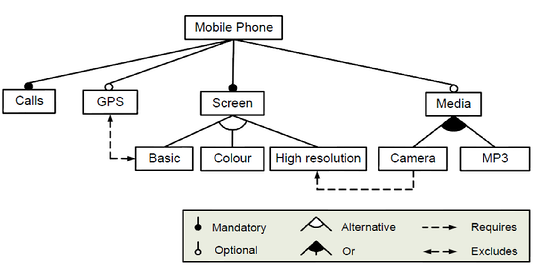 Mobile Phone
Calls
GPS
Screen
Media
Basic
Colour
High resolution
Camera
MP3
Mandatory
Alternative
Requires
Optional
Or
Excludes